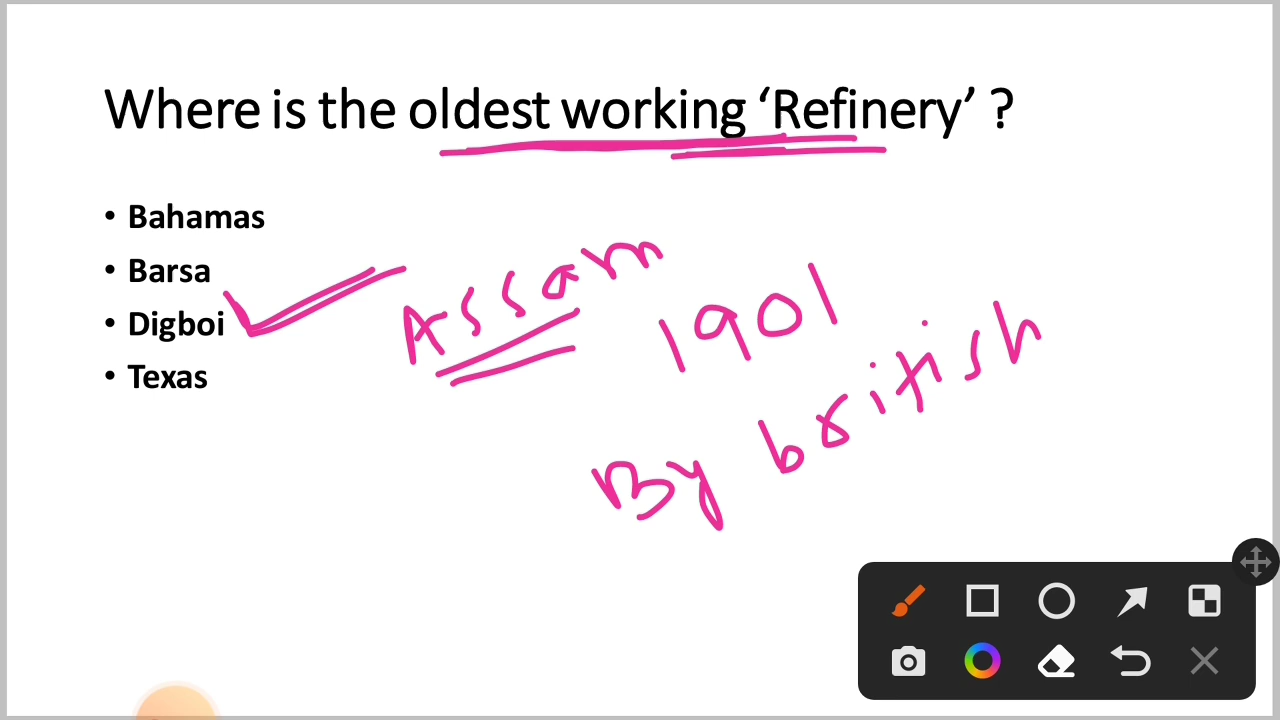 Where is the oldest working ‘Refinery’ ?
• Bahamas
• Barsa
• Digboi
• Texas
Assam
1901
By british